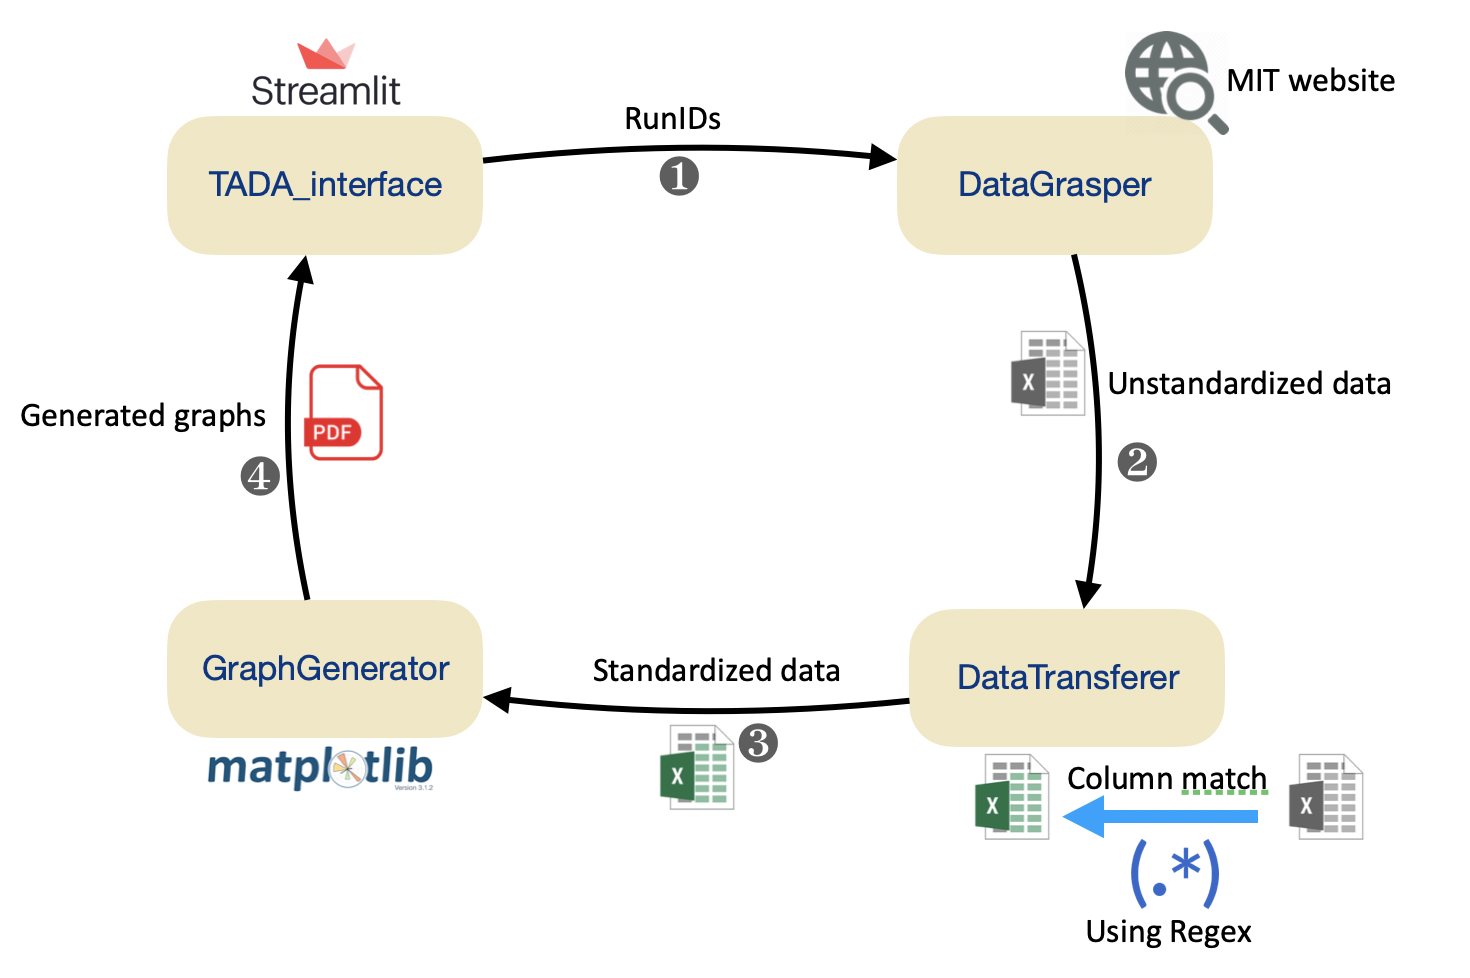 Streamlit
MIT website
RunIDs
❶
TADA_interface
DataGrasper
X
Unstandardized data
Generated graphs
PDF
❷
❹
GraphGenerator
Standardized data
DataTransferer
❸
matplotlib
Version 3.1.2
X
Column match
X
X
(.*)
Using Regex